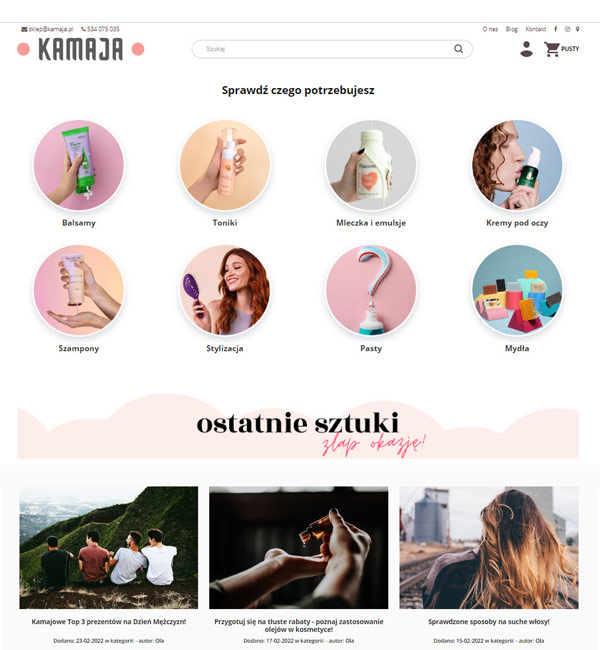 sklep@kamaja.pl 534 075 035
O nas Blog Kontakt
KAMAJA
Szukaj
PUSTY
Sprawdź czego potrzebujesz
Balsamy
Toniki
Mleczka i emulsje
Kremy pod oczy
Szampony
Stylizacja
Pasty
Mydła
ostatnie sztuki
złap okazję!
Kamajowe Top 3 prezentów na Dzień Mężczyzn!
Dodano: 23-02-2022 w kategorii: - autor: Ola
Przygotuj się na tłuste rabaty - poznaj zastosowanie
olejów w kosmetyce!
Dodano: 17-02-2022 w kategorii: - autor: Ola
Sprawdzone sposoby na suche włosy!
Dodano: 15-02-2022 w kategorii: - autor: Ola